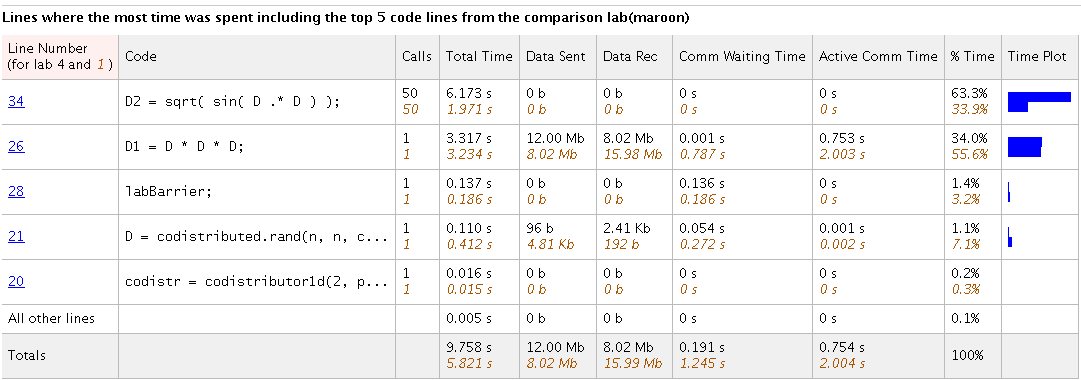 Lines where the most time was spent including the top 5 code lines from the comparison lab(maroon)
Line Number (for lab 4 and 1 ) Code Calls Total Time Data Sent Data Rec Comm Waiting Time Active Comm Time % Time Time Plot
34 D2 = sqrt( sin( D .* D ) ); 50 6.173 s 0 b 0 b 0 s 0 s 63.3%
50 1.971 s 0 b 0 b 0 s 0 s 33.9%
26 D1 = D * D * D; 1 3.317 s 12.00 Mb 8.02 Mb 0.001 s 0.753 s 34.0%
1 3.234 s 8.02 Mb 15.98 Mb 0.787 s 2.003 s 55.6%
28 labBarrier; 1 0.137 s 0 b 0 b 0.136 s 0 s 1.4%
1 0.186 s 0 b 0 b 0.186 s 0 s 3.2%
21 D = codistributed.rand(n, n, c... 1 0.110 s 96 b 2.41 Kb 0.054 s 0.001 s 1.1%
1 0.412 s 4.81 Kb 192 b 0.272 s 0.002 s 7.1%
20 codistr = codistributor1d(2, p... 1 0.016 s 0 b 0 b 0 s 0 s 0.2%
1 0.015 s 0 b 0 b 0 s 0 s 0.3%
All other lines 0.005 s 0 b 0 b 0 s 0 s 0.1%
Totals 9.758 s 12.00 Mb 8.02 Mb 0.191 s 0.754 s 100%
5.821 s 8.02 Mb 15.99 Mb 1.245 s 2.004 s